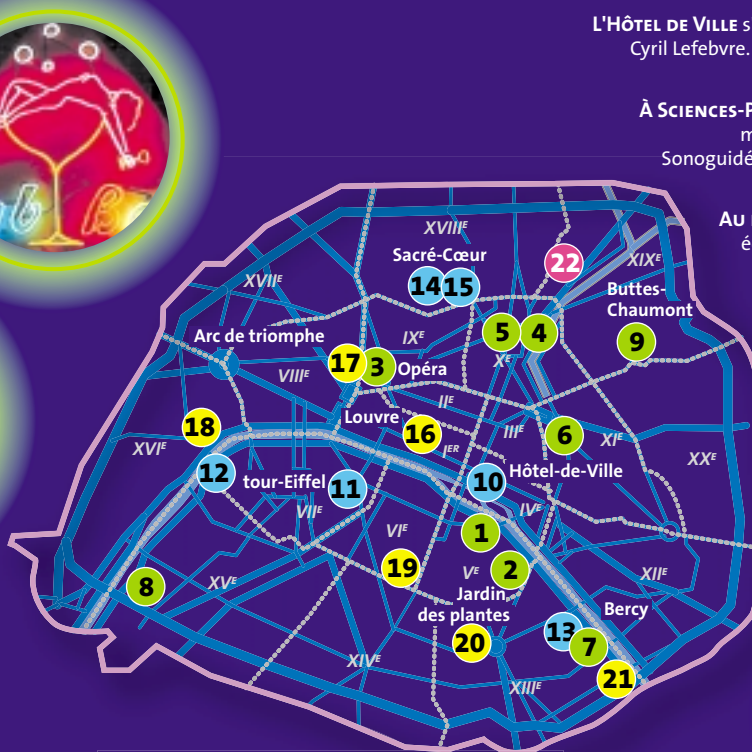 L'HÔTEL DE VILLE s
Cyril Lefebvre.
À SCIENCES-P
m
Sonoguidé
AU
é
XVIIIE
Sacré-Cœur
14 15
22
XIXE
Buttes-
Chaumont
9
XVIIE
Arc de triomphe
17 3 Opéra
IXE
5 4
XE
VIIIE
IIE
Louvre
16
IER
IIIE
6
XIE
XXE
18
XVIE
12
tour-Eiffel
11
VIIE
10
Hôtel-de-Ville
IVE
1
VIE
19
VE
2
Jardin
des plantes
20
8
XVE
XIVE
XIIE
Bercy
13
7
21
XIIIE